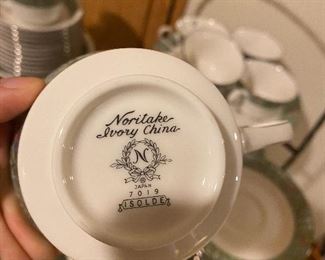 Noritake
Ivory China
N
JAPAN
7019
ISOLDE